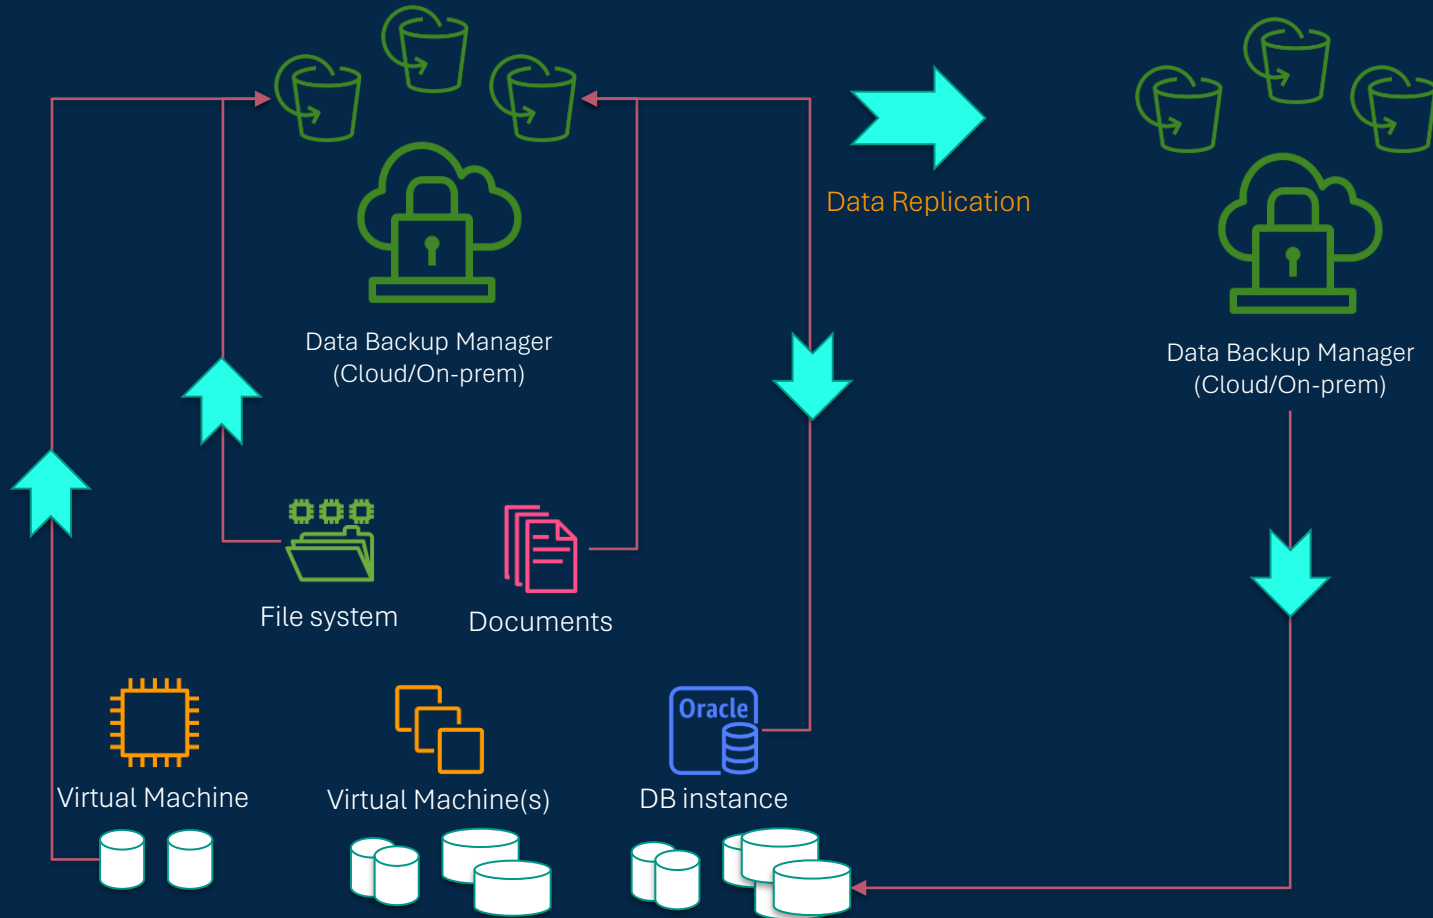 Data Replication
Data Backup Manager
(Cloud/On-prem)
Data Backup Manager
(Cloud/On-prem)
File system
Documents
Oracle
Virtual Machine
Virtual Machine(s)
DB instance